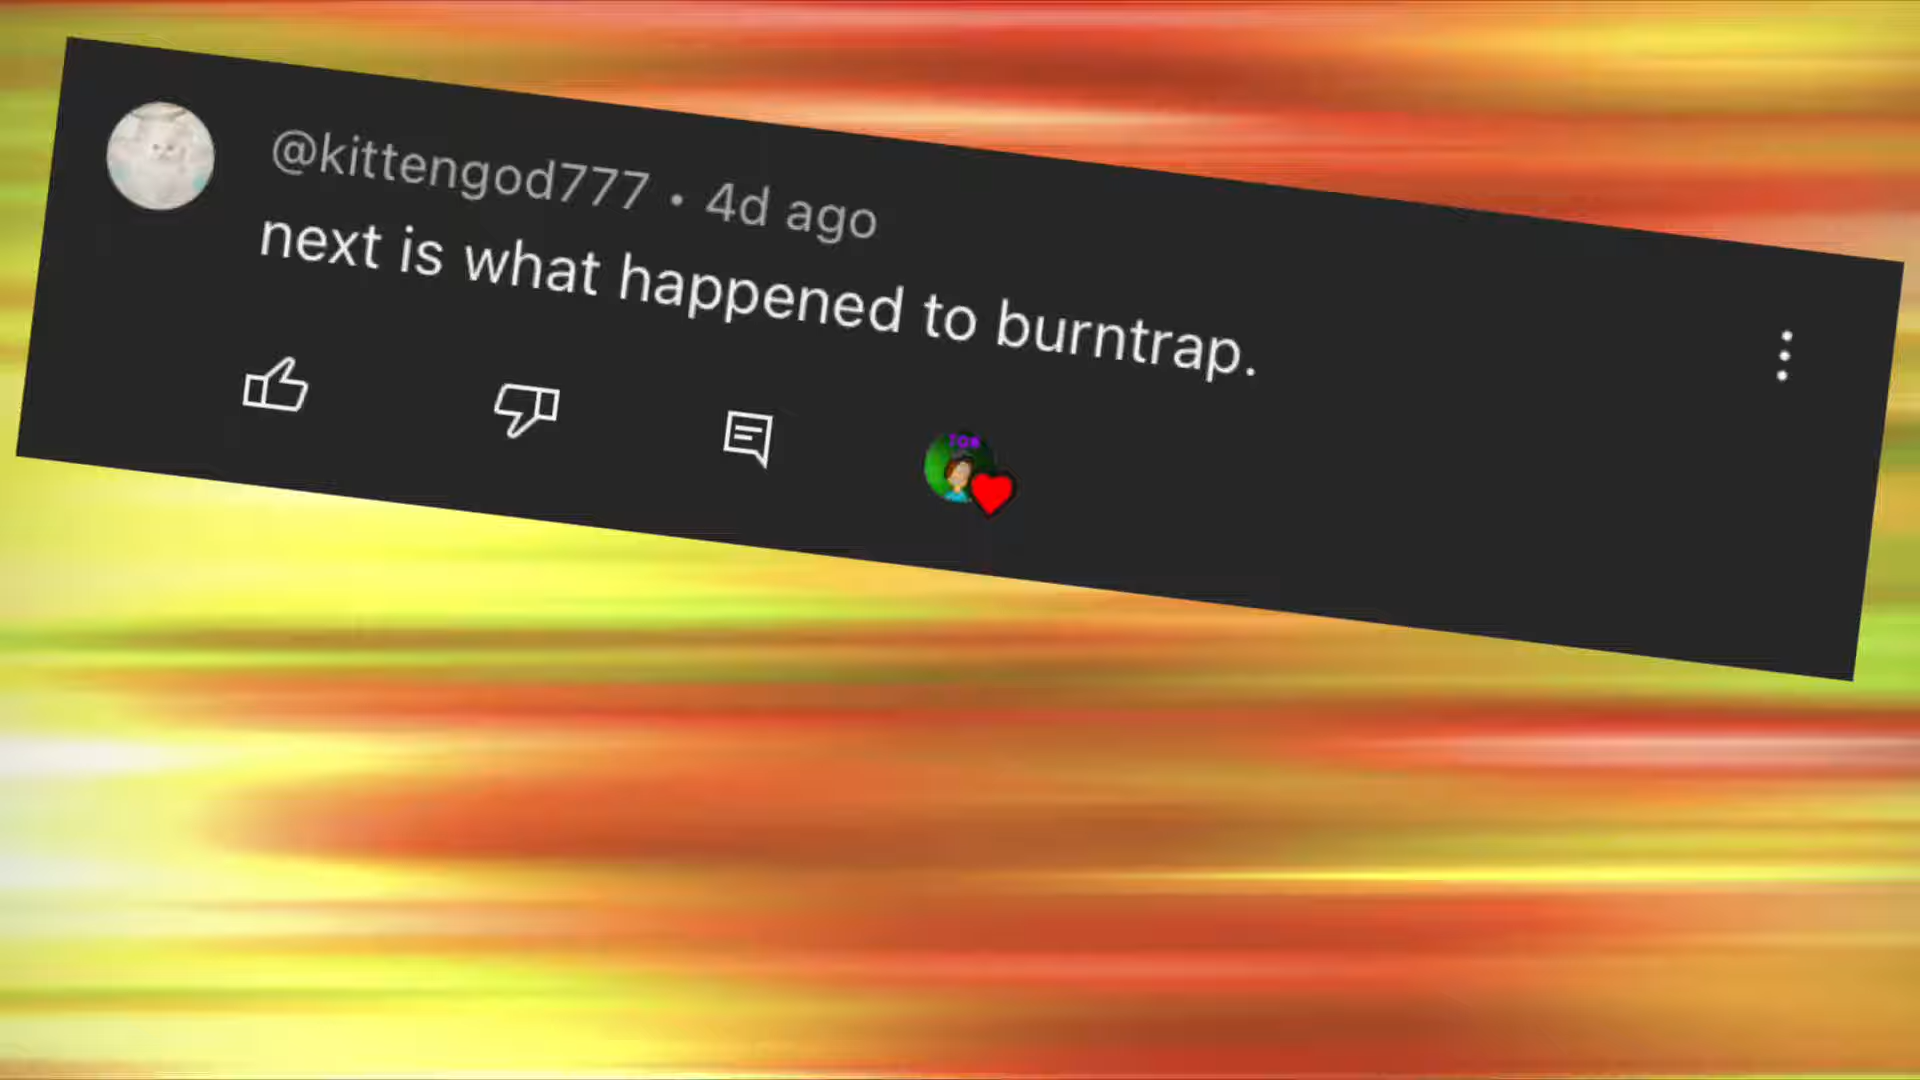 @kittengod777 • 4d ago
next is what happened to burntrap.